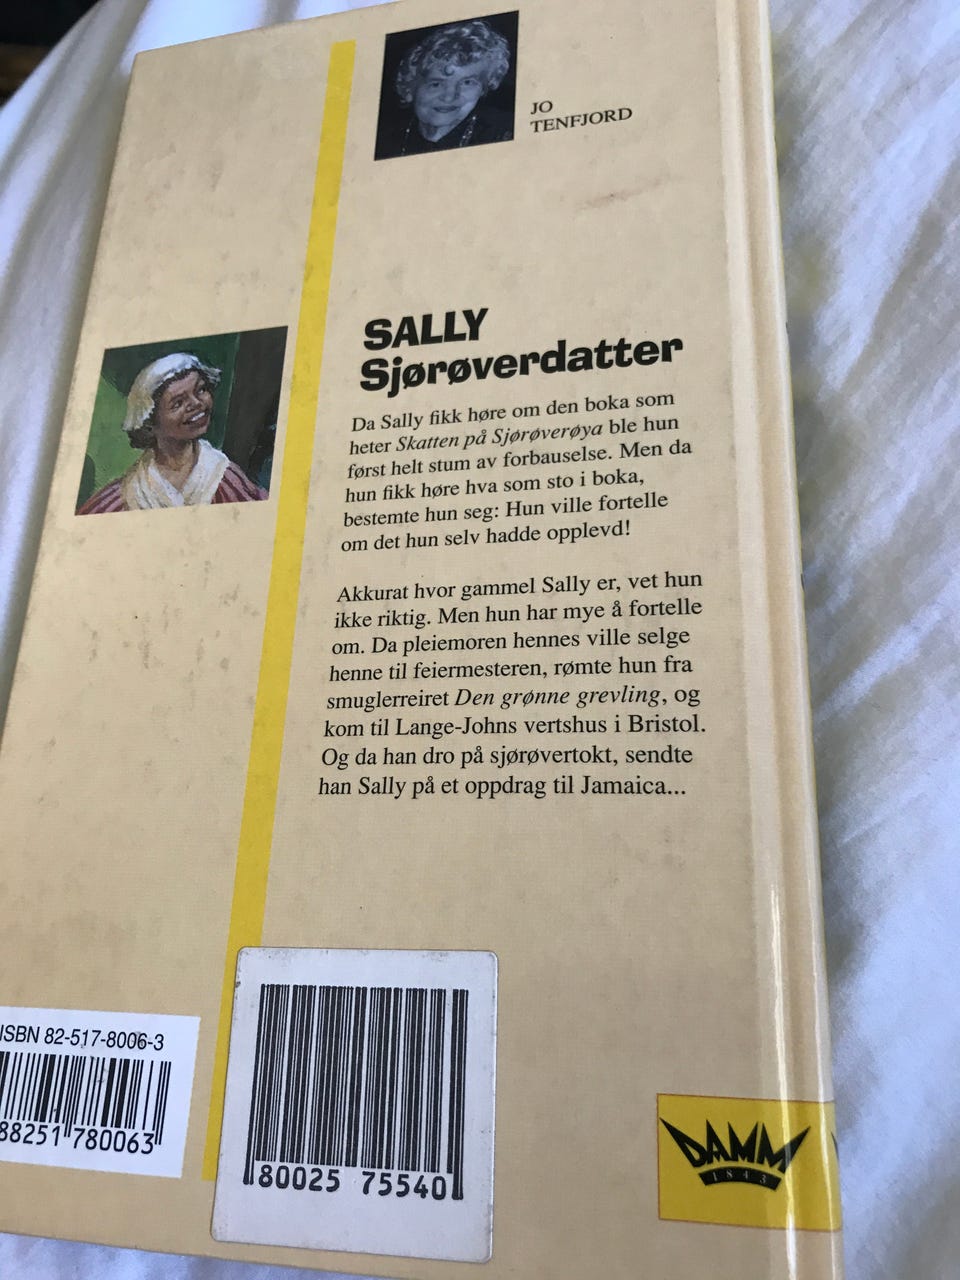 JO
TENFJORD
SALLY
Sjørøverdatter
Da Sally fikk høre om den boka som
heter Skatten på Sjørøverøya ble hun
først helt stum av forbauselse. Men da
hun fikk høre hva som sto i boka,
bestemte hun seg: Hun ville fortelle
om det hun selv hadde opplevd!
Akkurat hvor gammel Sally er, vet hun
ikke riktig. Men hun har mye å fortelle
om. Da pleiemoren hennes ville selge
henne til feiermesteren, rømte hun fra
smuglerreiret Den grønne grevling, og
kom til Lange-Johns vertshus i Bristol.
Og da han dro på sjørøvertokt, sendte
han Sally på et oppdrag til Jamaica...
ISBN 82-517-8006-3
88251 780063
80025 75540
DAMM
1843